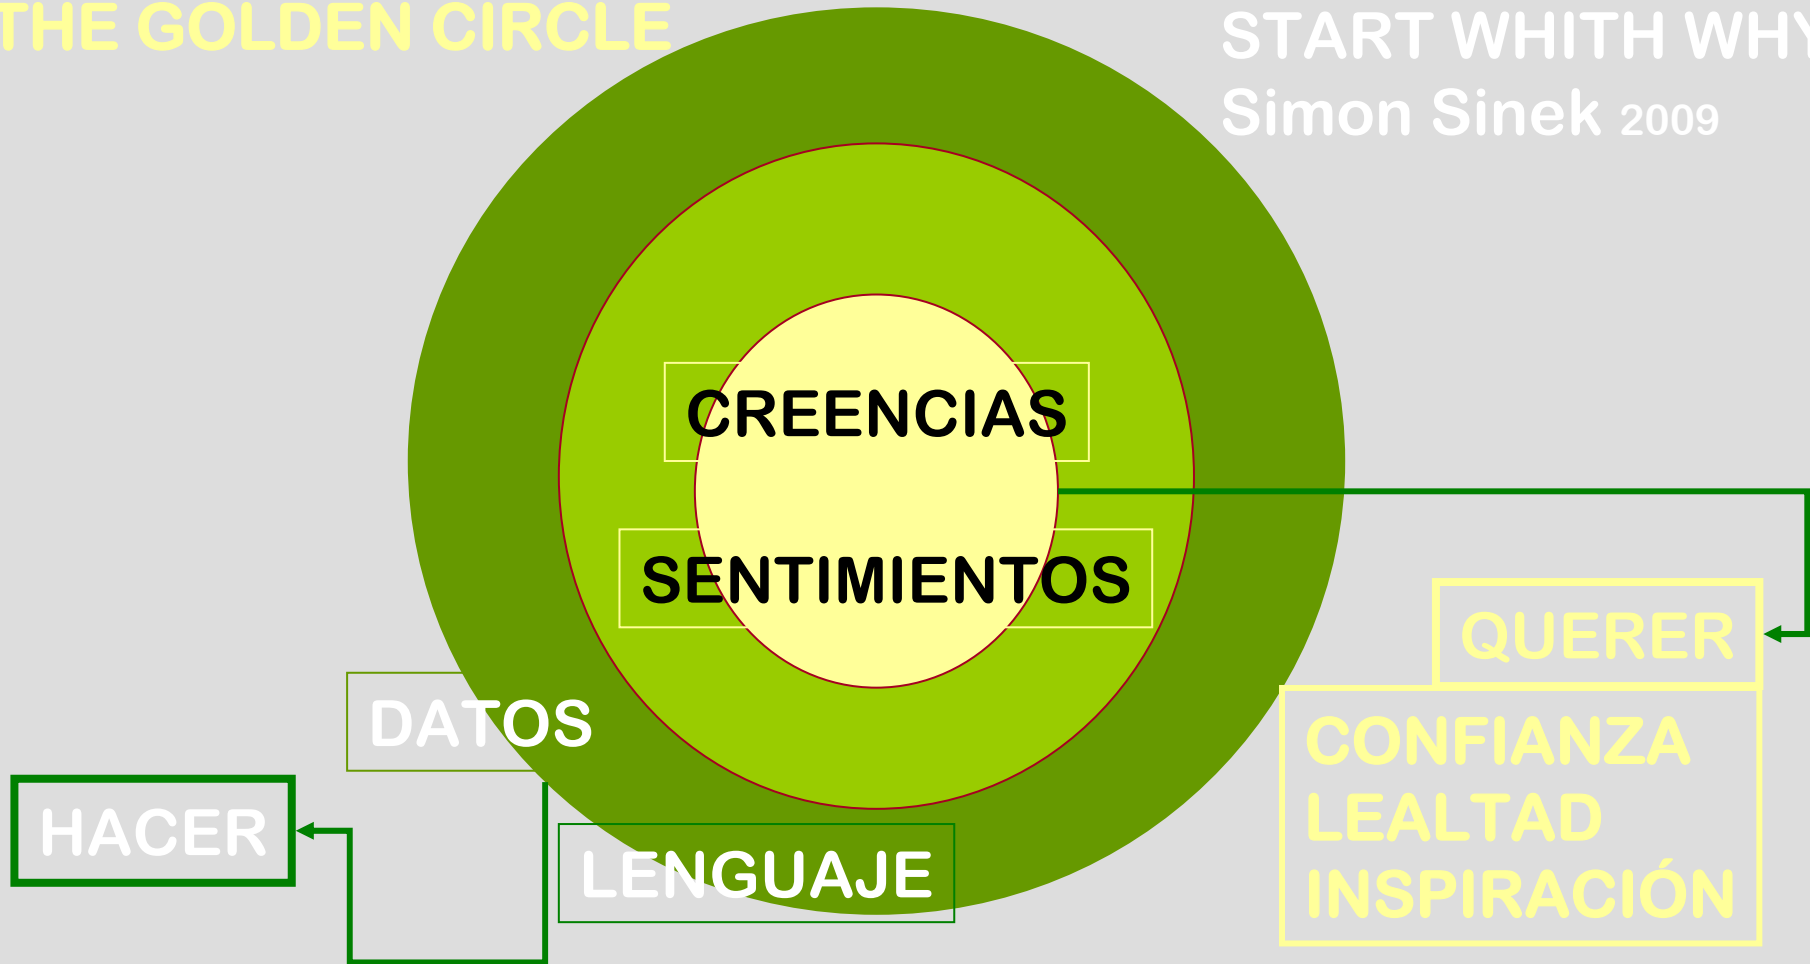 THE GOLDEN CIRCLE
START WHITH WHY
Simon Sinek 2009
CREENCIAS
SENTIMIENTOS
QUERER
CONFIANZA
LEALTAD
INSPIRACIÓN
DATOS
HACER
LENGUAJE